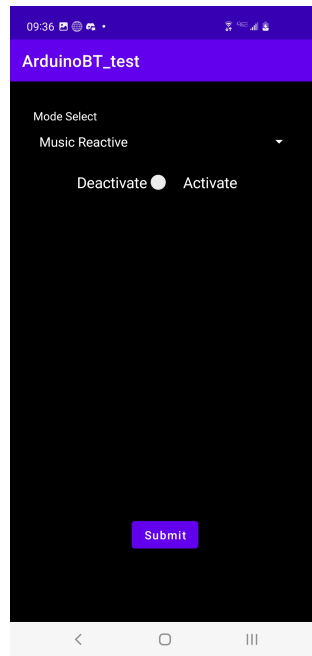 09:36
ArduinoBT_test
Mode Select
Music Reactive
Deactivate Activate
Submit